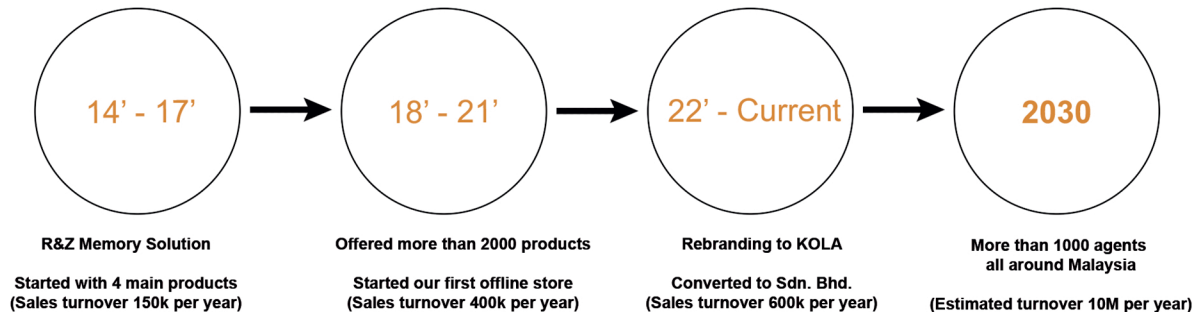 14' - 17'
18' - 21'
22' - Current
2030
R&Z Memory Solution
Started with 4 main products
(Sales turnover 150k per year)
Offered more than 2000 products
Started our first offline store
(Sales turnover 400k per year)
Rebranding to KOLA
Converted to Sdn. Bhd.
(Sales turnover 600k per year)
More than 1000 agents
all around Malaysia
(Estimated turnover 10M per year)